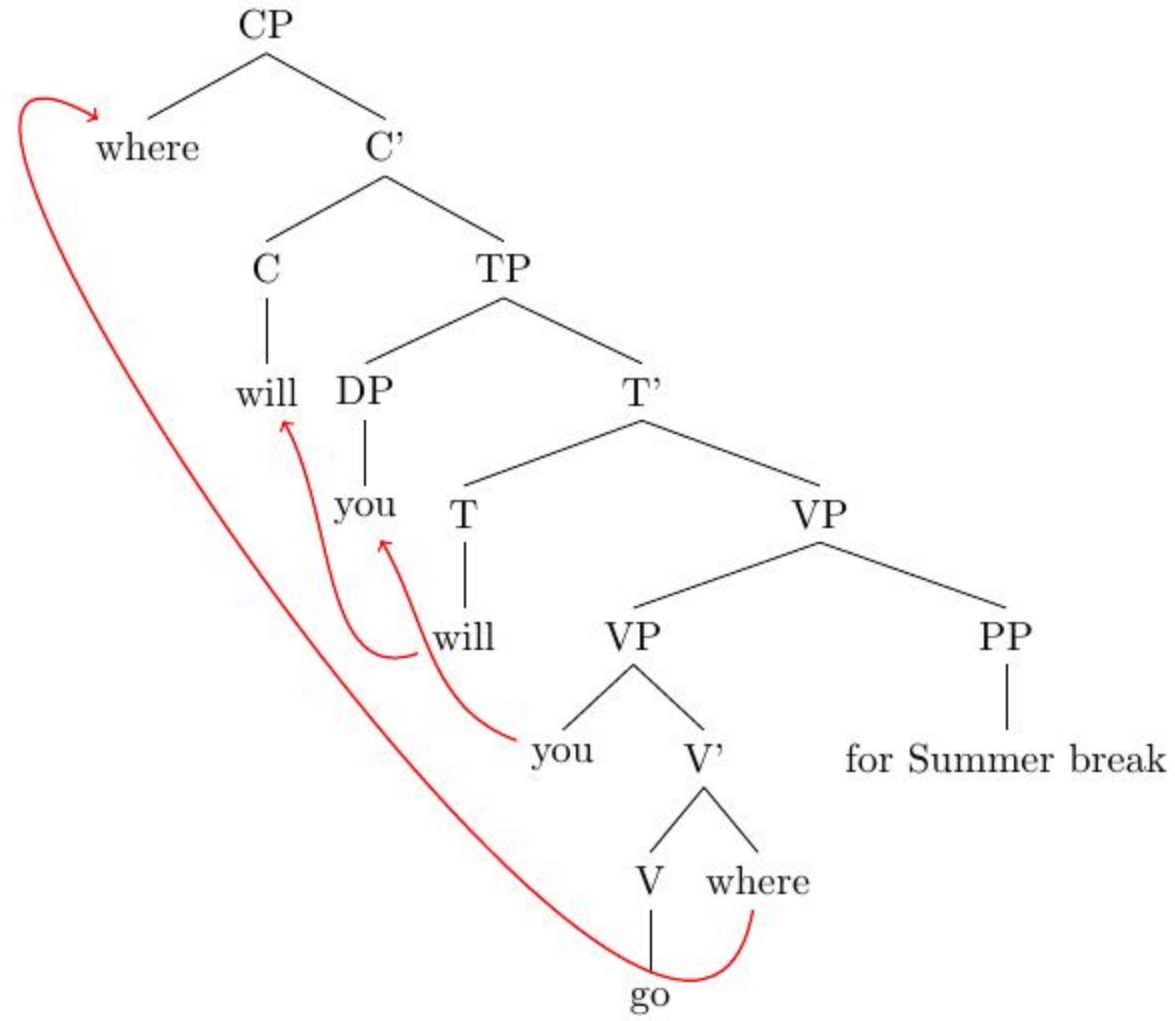 CP
where
C'
C
TP
will
DP
T'
you
T
VP
will
VP
PP
you
V'
for Summer break
V
where
go